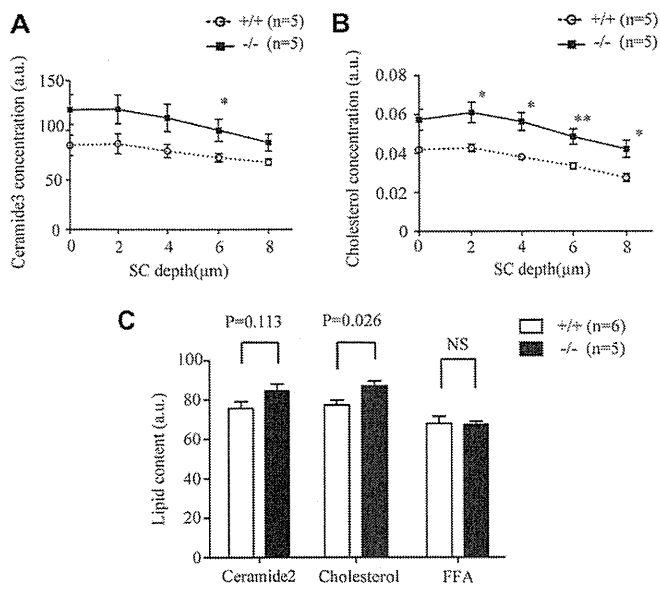 A
+/+ (n=5)
-/- (n=5)
Ceramide3 concentration (a.u.)
150
100
50
0
*
0 2 4 6 8
SC depth(μm)
B
+/+ (n=5)
-/- (n=5)
Cholesterol concentration (a.u.)
0.08
0.06
0.04
0.02
0
* * ** *
0 2 4 6 8
SC depth(μm)
C
P=0.113 P=0.026 NS
+/+ (n=6)
-/- (n=5)
Lipid content (a.u.)
100
80
60
40
20
0
Ceramide2 Cholesterol FFA